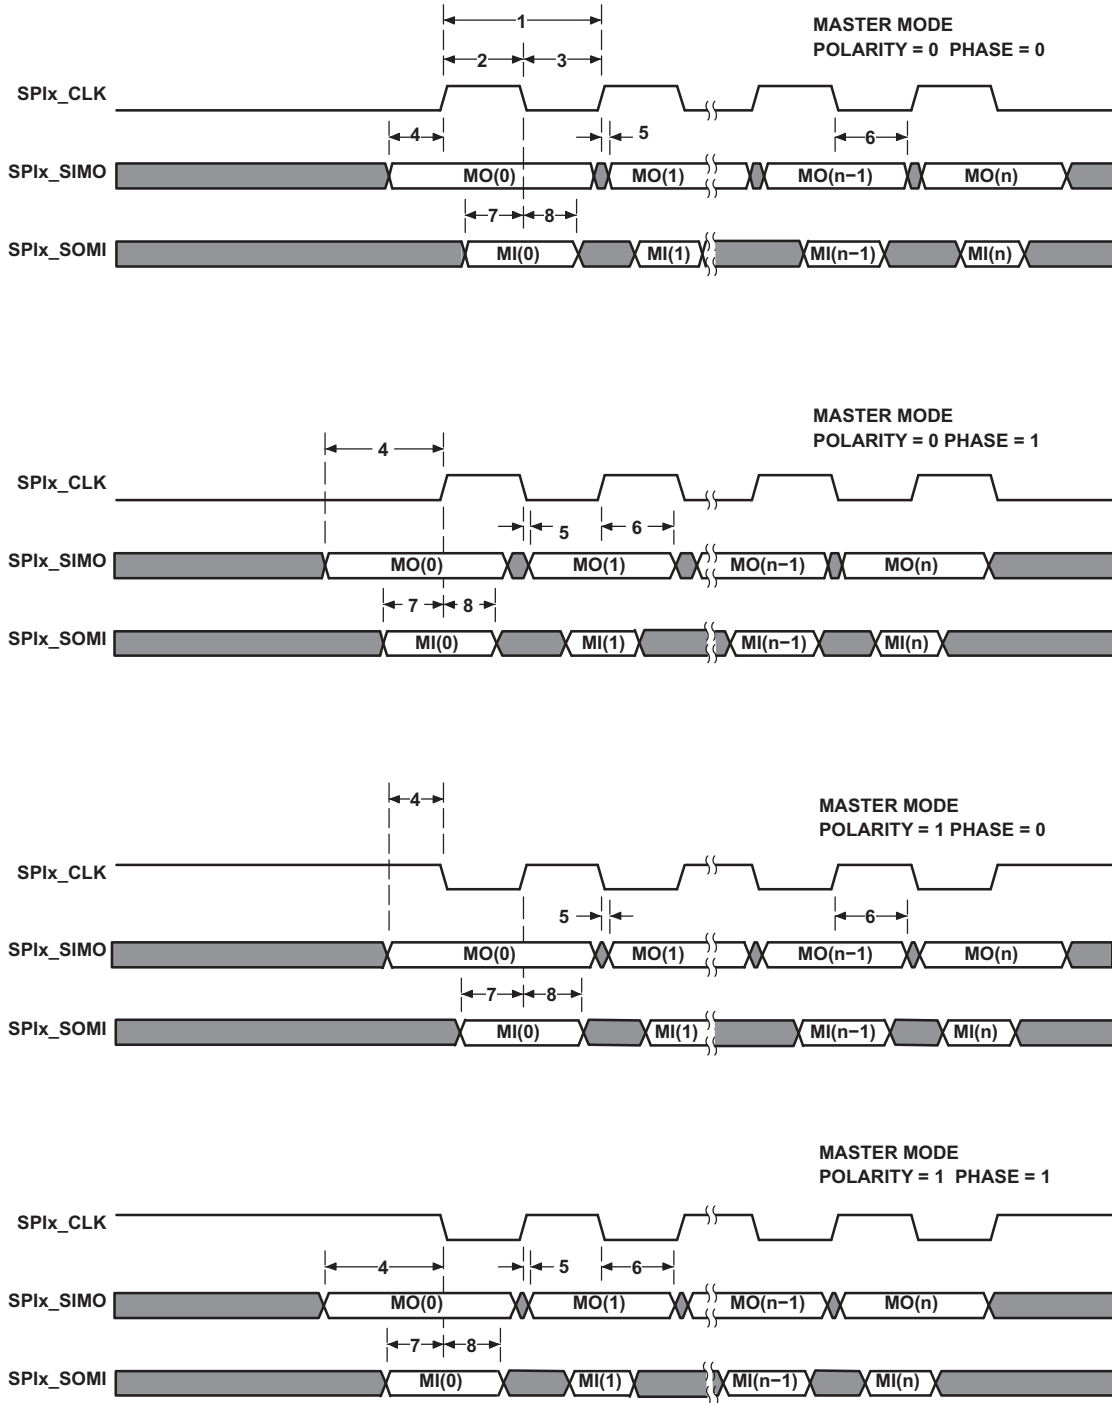 1
MASTER MODE
POLARITY = 0 PHASE = 0
2 3
SPIx_CLK
4 5 6
SPIx_SIMO MO(0) MO(1) MO(n−1) MO(n)
7 8
SPIx_SOMI MI(0) MI(1) MI(n−1) MI(n)
MASTER MODE
POLARITY = 0 PHASE = 1
4
SPIx_CLK
5 6
SPIx_SIMO MO(0) MO(1) MO(n−1) MO(n)
7 8
SPIx_SOMI MI(0) MI(1) MI(n−1) MI(n)
4
MASTER MODE
POLARITY = 1 PHASE = 0
SPIx_CLK
5 6
SPIx_SIMO MO(0) MO(1) MO(n−1) MO(n)
7 8
SPIx_SOMI MI(0) MI(1) MI(n−1) MI(n)
MASTER MODE
POLARITY = 1 PHASE = 1
SPIx_CLK
4 5 6
SPIx_SIMO MO(0) MO(1) MO(n−1) MO(n)
7 8
SPIx_SOMI MI(0) MI(1) MI(n−1) MI(n)